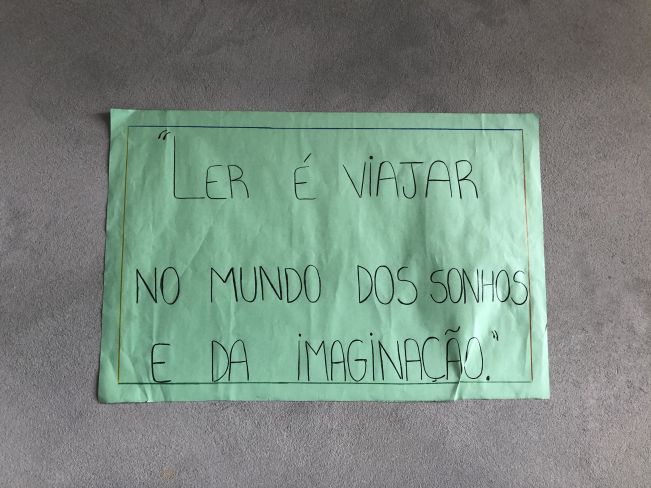 "LER É VIAJAR
NO MUNDO DOS SONHOS
E DA IMAGINAÇÃO."